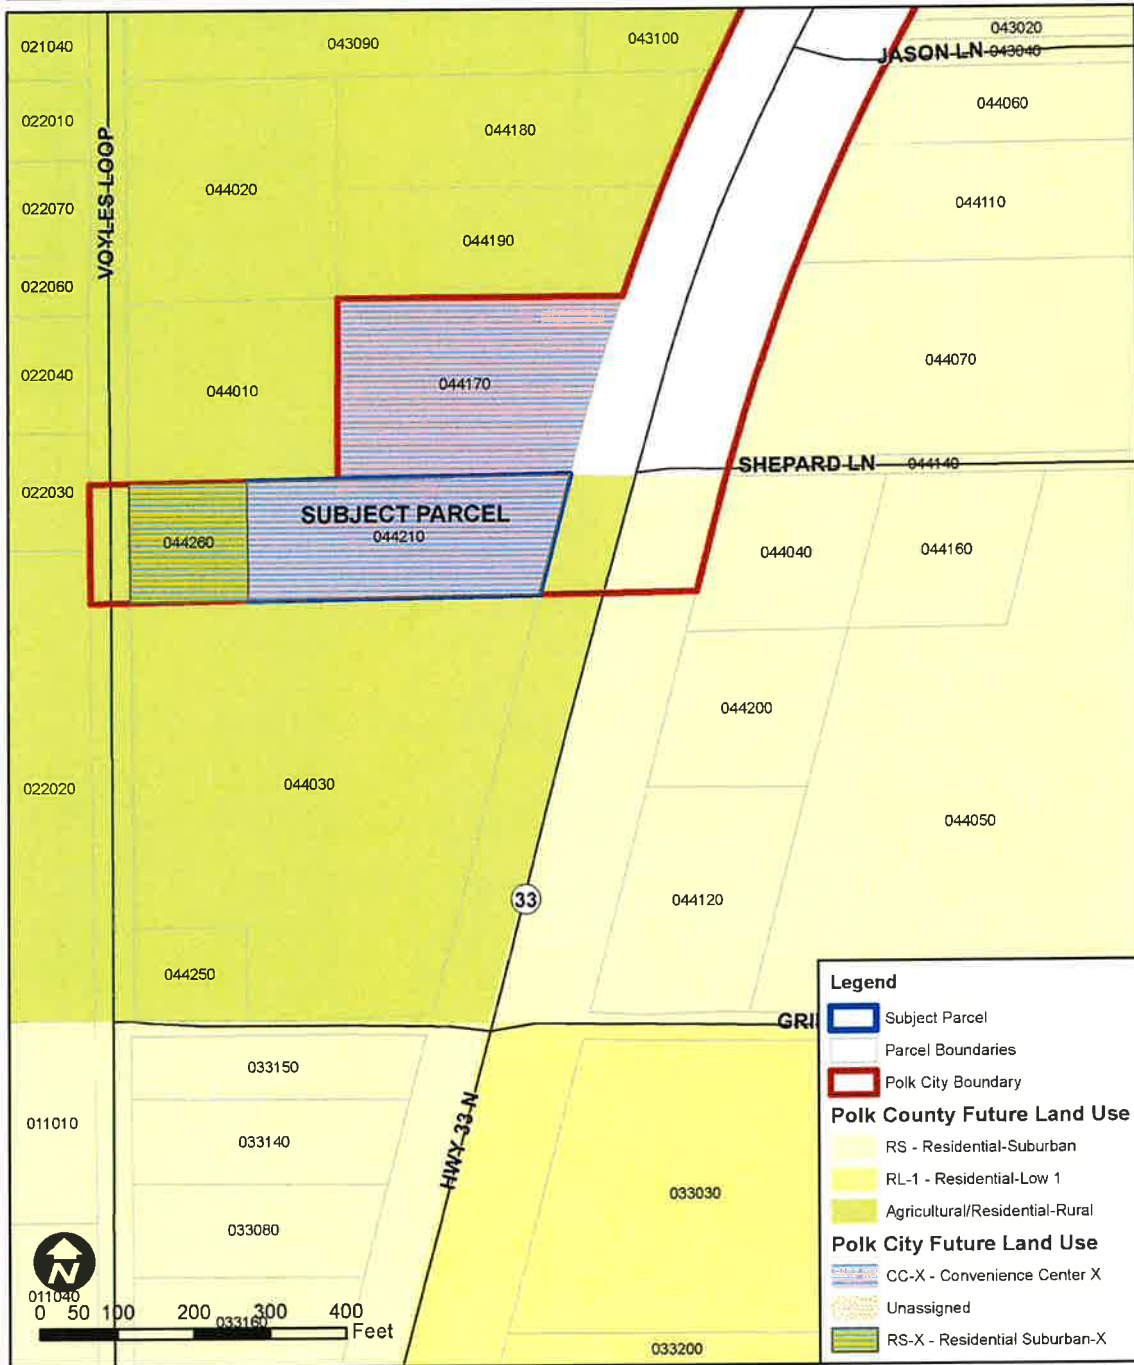 021040
043090
043100
043020
JASON LN
043040
022010
044180
044060
VOYLES LOOP
044020
022070
044110
044190
022060
022040
044010
044170
044070
SHEPARD LN
044140
022030
SUBJECT PARCEL
044210
044260
044040
044160
044200
022020
044030
044050
33
044120
044250
GRI
033150
011010
033140
HWY 33 N
033030
033080
N
011040
0 50 100 200 300 400
Feet
033160
033200
Legend
Subject Parcel
Parcel Boundaries
Polk City Boundary
Polk County Future Land Use
RS - Residential-Suburban
RL-1 - Residential-Low 1
Agricultural/Residential-Rural
Polk City Future Land Use
CC-X - Convenience Center X
Unassigned
RS-X - Residential Suburban-X